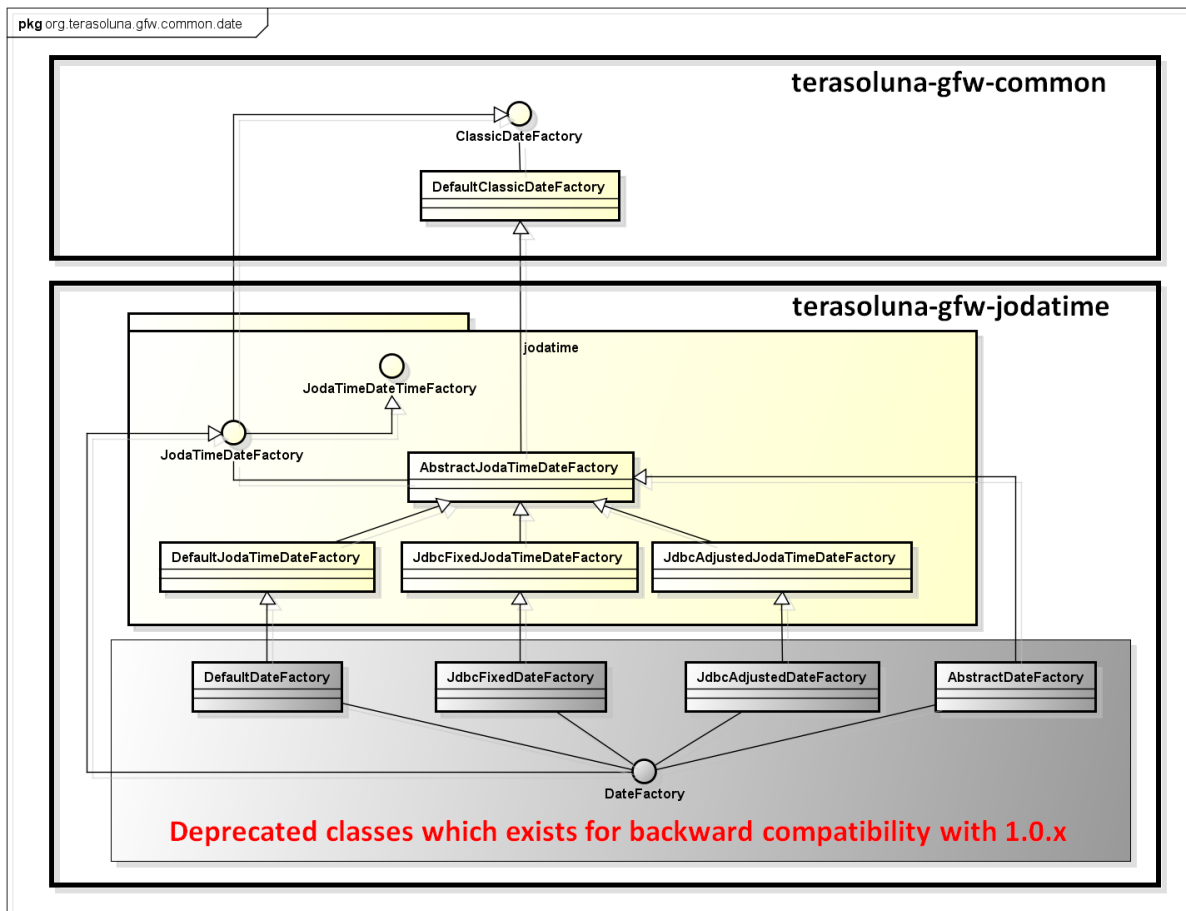 pkg org.terasoluna.gfw.common.date
terasoluna-gfw-common
ClassicDateFactory
DefaultClassicDateFactory
terasoluna-gfw-jodatime
jodatime
JodaTimeDateTimeFactory
JodaTimeDateFactory
AbstractJodaTimeDateFactory
DefaultJodaTimeDateFactory
JdbcFixedJodaTimeDateFactory
JdbcAdjustedJodaTimeDateFactory
DefaultDateFactory
JdbcFixedDateFactory
JdbcAdjustedDateFactory
AbstractDateFactory
DateFactory
Deprecated classes which exists for backward compatibility with 1.0.x